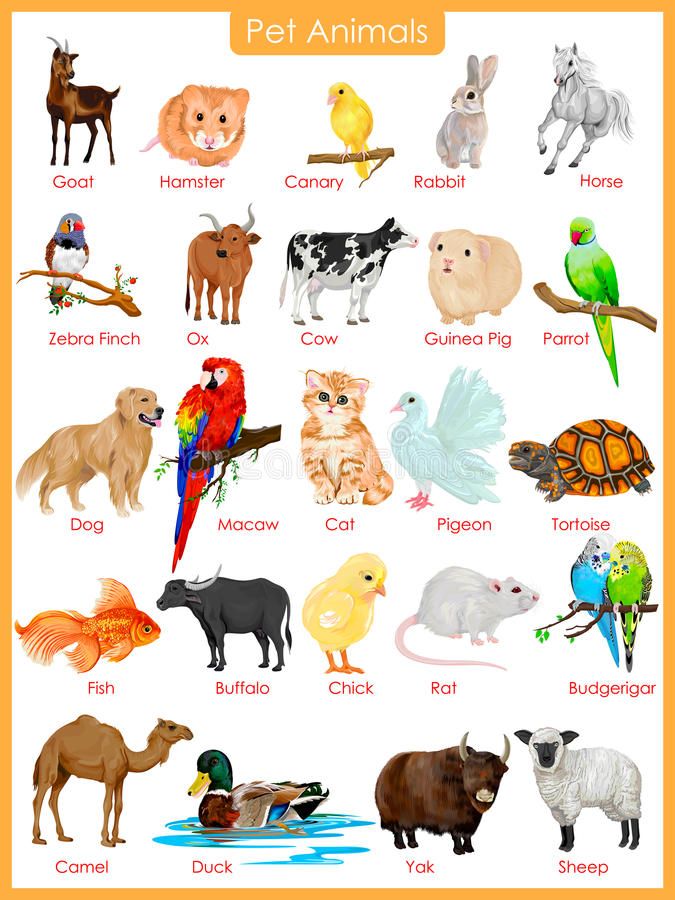 Pet Animals
Goat Hamster Canary Rabbit Horse
Zebra Finch Ox Cow Guinea Pig Parrot
Dog Macaw Cat Pigeon Tortoise
Fish Buffalo Chick Rat Budgerigar
Camel Duck Yak Sheep